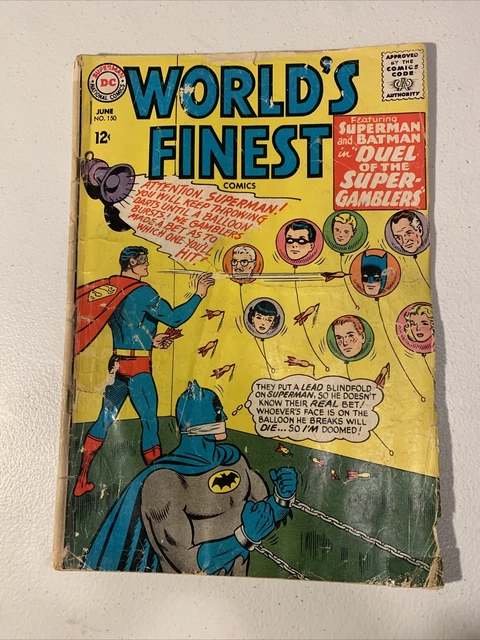 SUPERMAN
DC
NATIONAL COMICS
JUNE
NO. 150
12¢
WORLD'S
FINEST
COMICS
APPROVED
BY THE
COMICS
CODE
AUTHORITY
Featuring
SUPERMAN
and BATMAN
in "DUEL
OF THE
SUPER-
GAMBLERS"
ATTENTION, SUPERMAN!
YOU WILL KEEP THROWING
DARTS UNTIL A BALLOON
BURSTS! WE GAMBLERS
MADE A BET AS TO
WHICH ONE YOU'LL
HIT!
THEY PUT A LEAD BLINDFOLD
ON SUPERMAN, SO HE DOESN'T
KNOW THEIR REAL BET!
WHOEVER'S FACE IS ON THE
BALLOON HE BREAKS WILL
DIE... SO I'M DOOMED!